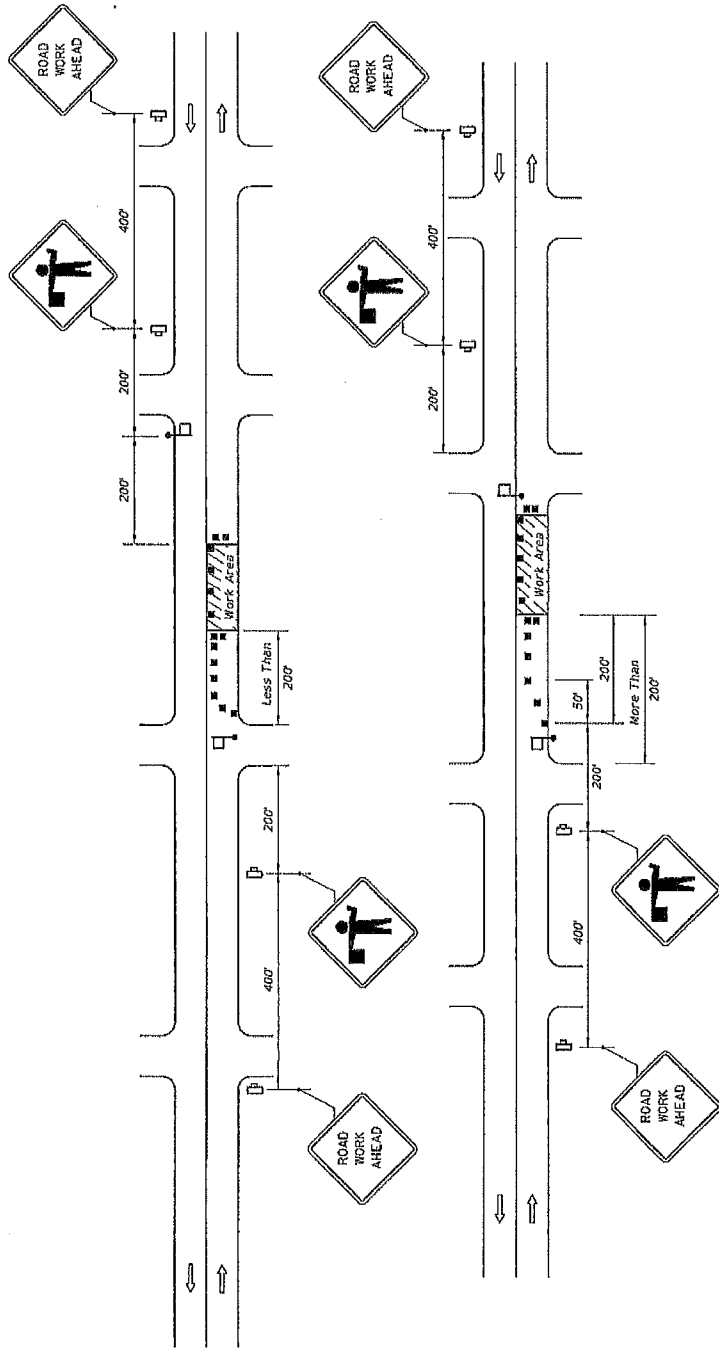 ROAD
WORK
AHEAD
400'
200'
200'
Work Area
Less Than
200'
200'
400'
ROAD
WORK
AHEAD
ROAD
WORK
AHEAD
400'
200'
Work Area
200'
More Than
200'
50'
200'
400'
ROAD
WORK
AHEAD